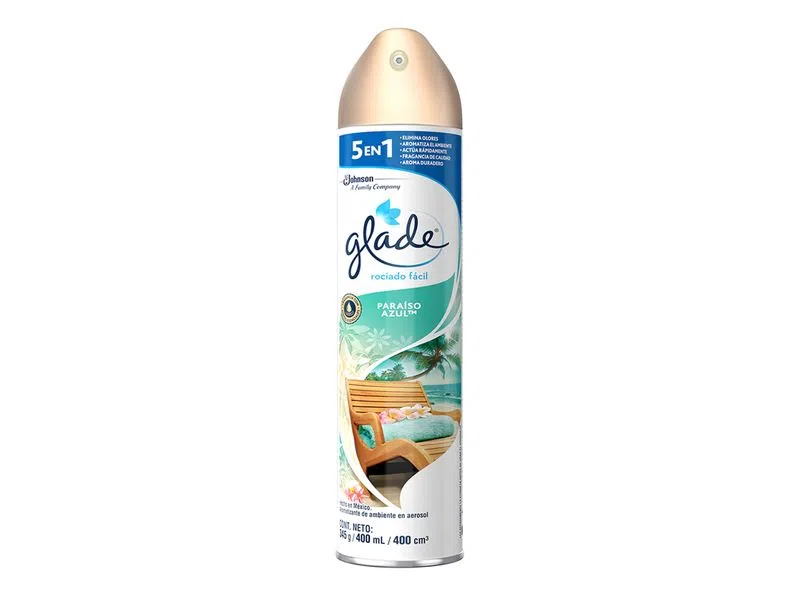 5 EN 1
• ELIMINA OLORES
• AROMATIZA EL AMBIENTE
• ACTÚA RÁPIDAMENTE
• FRAGANCIA DE CALIDAD
• AROMA DURADERO
SC Johnson
A Family Company
glade®
rociado fácil
PARAÍSO
AZUL™
Hecho en México.
Aromatizante de ambiente en aerosol
CONT. NETO:
345 g / 400 mL / 400 cm³